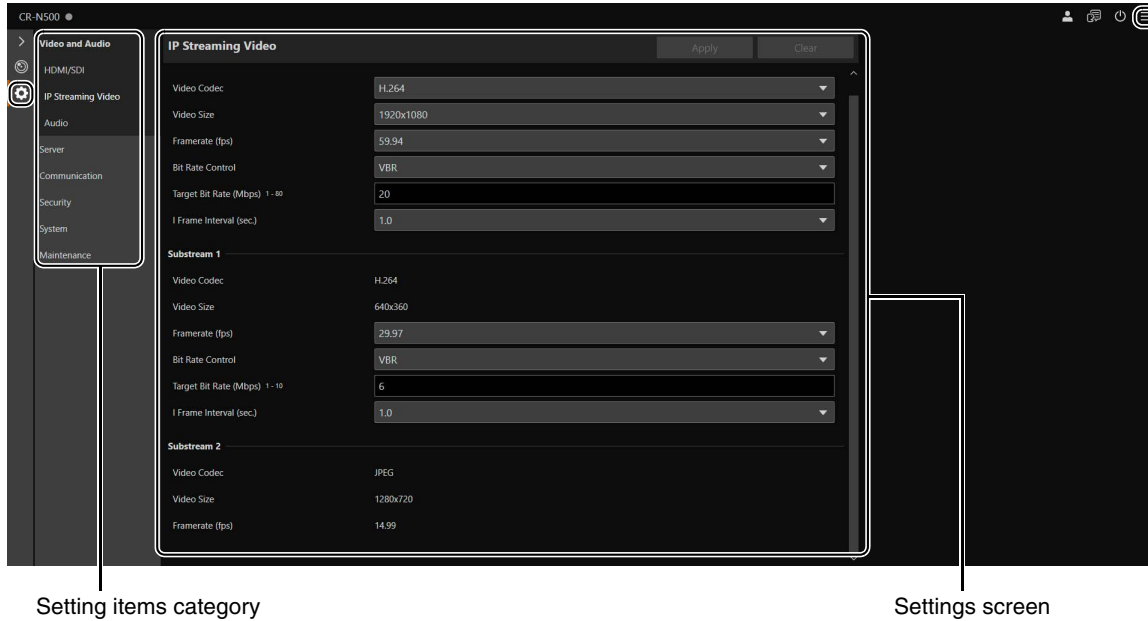 CR-N500
Video and Audio
HDMI/SDI
IP Streaming Video
Audio
Server
Communication
Security
System
Maintenance
IP Streaming Video Apply Clear
Video Codec H.264
Video Size 1920x1080
Framerate (fps) 59.94
Bit Rate Control VBR
Target Bit Rate (Mbps) 1 - 80 20
I Frame Interval (sec.) 1.0
Substream 1
Video Codec H.264
Video Size 640x360
Framerate (fps) 29.97
Bit Rate Control VBR
Target Bit Rate (Mbps) 1 - 10 6
I Frame Interval (sec.) 1.0
Substream 2
Video Codec JPEG
Video Size 1280x720
Framerate (fps) 14.99
Setting items category
Settings screen